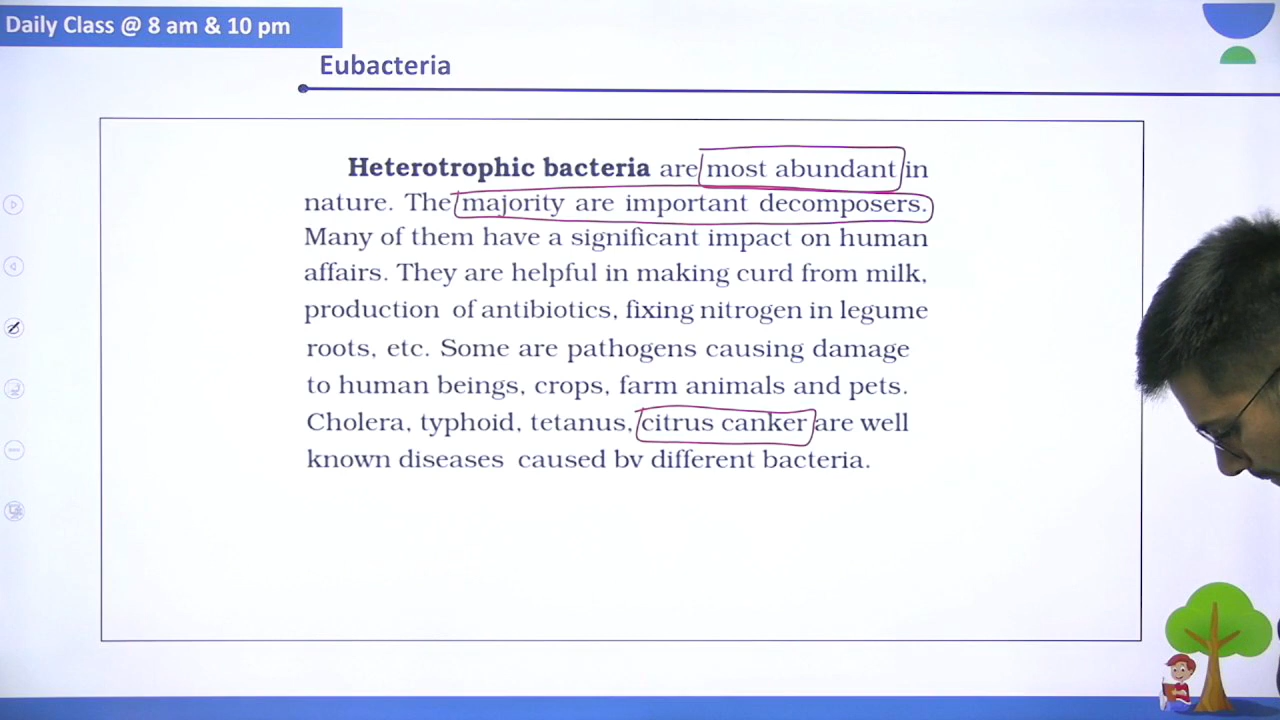 Daily Class @ 8 am & 10 pm
Eubacteria
Heterotrophic bacteria are most abundant in
nature. The majority are important decomposers.
Many of them have a significant impact on human
affairs. They are helpful in making curd from milk,
production of antibiotics, fixing nitrogen in legume
roots, etc. Some are pathogens causing damage
to human beings, crops, farm animals and pets.
Cholera, typhoid, tetanus, citrus canker are well
known diseases caused by different bacteria.